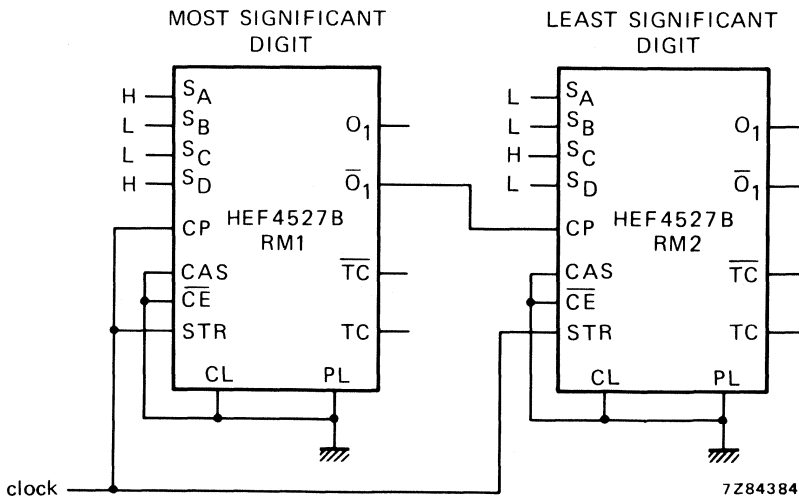 MOST SIGNIFICANT
DIGIT
H
S_A
L
S_B
L
S_C
H
S_D
CP
CAS
C̅E̅
STR
CL
PL
O_1
O̅_1
T̅C̅
TC
HEF4527B
RM1
LEAST SIGNIFICANT
DIGIT
L
S_A
L
S_B
H
S_C
L
S_D
CP
CAS
C̅E̅
STR
CL
PL
O_1
O̅_1
T̅C̅
TC
HEF4527B
RM2
clock
7Z84384